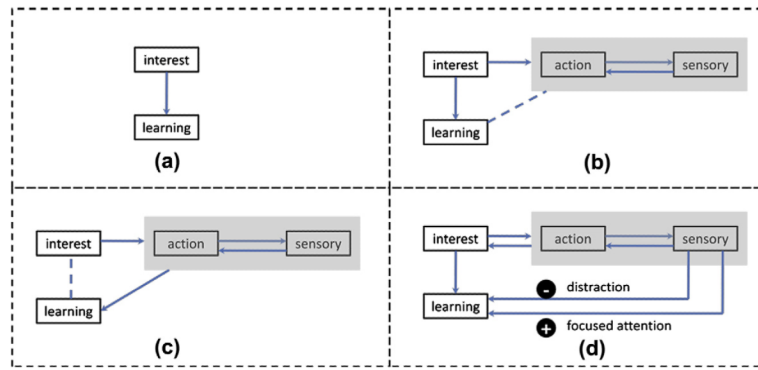 interest
learning
(a)
interest
action
sensory
learning
(b)
interest
action
sensory
learning
(c)
interest
action
sensory
learning
- distraction
+ focused attention
(d)